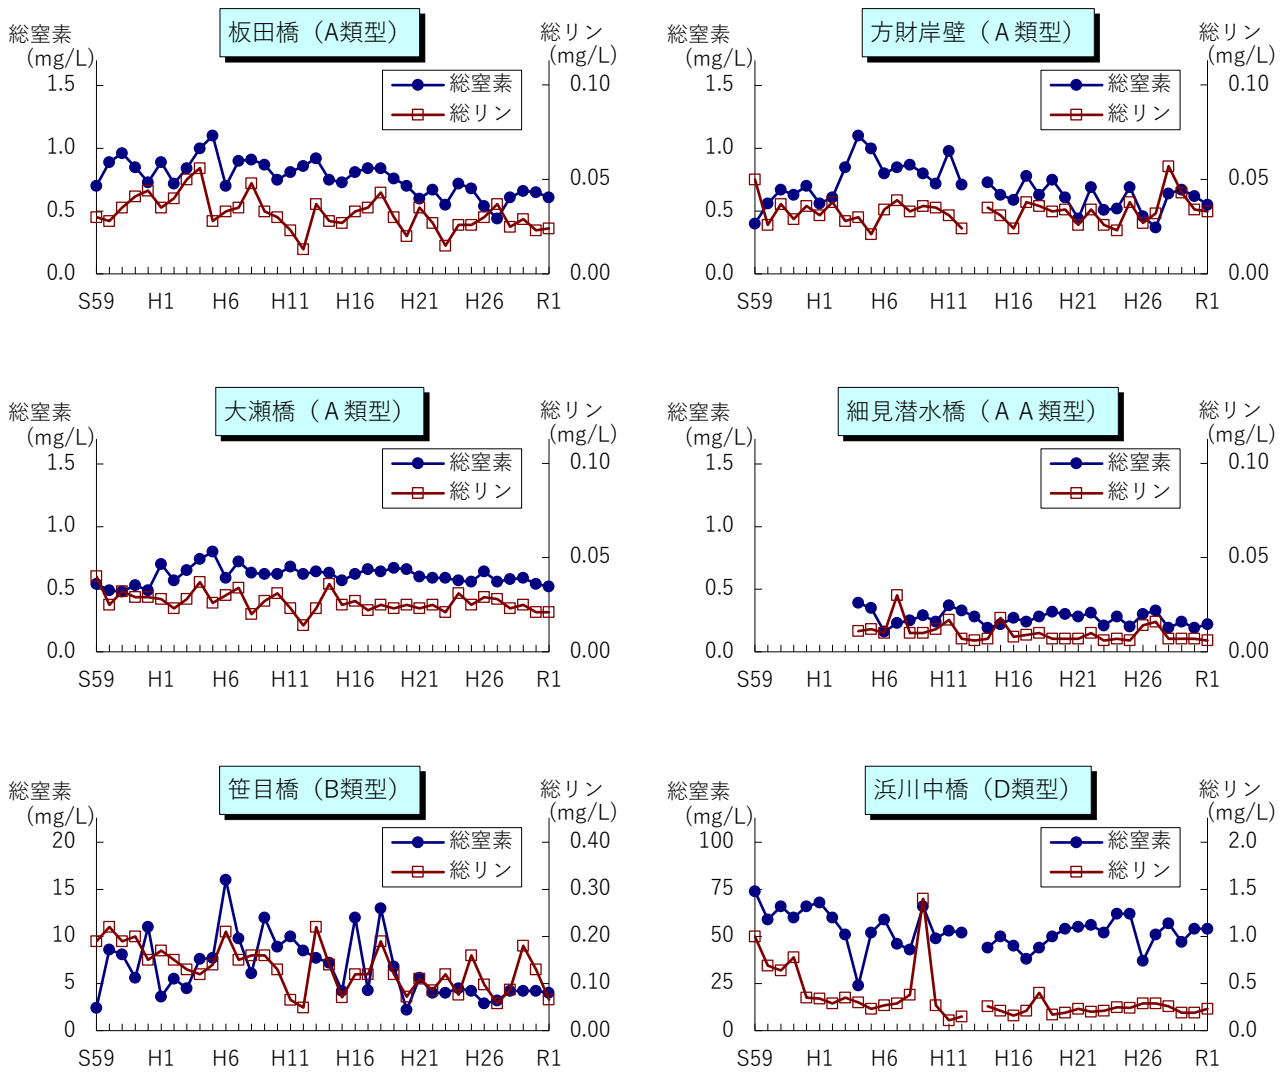 板田橋（A類型）
総窒素
(mg/L)
総リン
(mg/L)
総窒素
総リン
1.5
1.0
0.5
0.0
0.10
0.05
0.00
S59 H1 H6 H11 H16 H21 H26 R1
方財岸壁（Ａ類型）
総窒素
(mg/L)
総リン
(mg/L)
総窒素
総リン
1.5
1.0
0.5
0.0
0.10
0.05
0.00
S59 H1 H6 H11 H16 H21 H26 R1
大瀬橋（Ａ類型）
総窒素
(mg/L)
総リン
(mg/L)
総窒素
総リン
1.5
1.0
0.5
0.0
0.10
0.05
0.00
S59 H1 H6 H11 H16 H21 H26 R1
細見潜水橋（ＡＡ類型）
総窒素
(mg/L)
総リン
(mg/L)
総窒素
総リン
1.5
1.0
0.5
0.0
0.10
0.05
0.00
S59 H1 H6 H11 H16 H21 H26 R1
笹目橋（B類型）
総窒素
(mg/L)
総リン
(mg/L)
総窒素
総リン
20
15
10
5
0
0.40
0.30
0.20
0.10
0.00
S59 H1 H6 H11 H16 H21 H26 R1
浜川中橋（D類型）
総窒素
(mg/L)
総リン
(mg/L)
総窒素
総リン
100
75
50
25
0
2.0
1.5
1.0
0.5
0.0
S59 H1 H6 H11 H16 H21 H26 R1